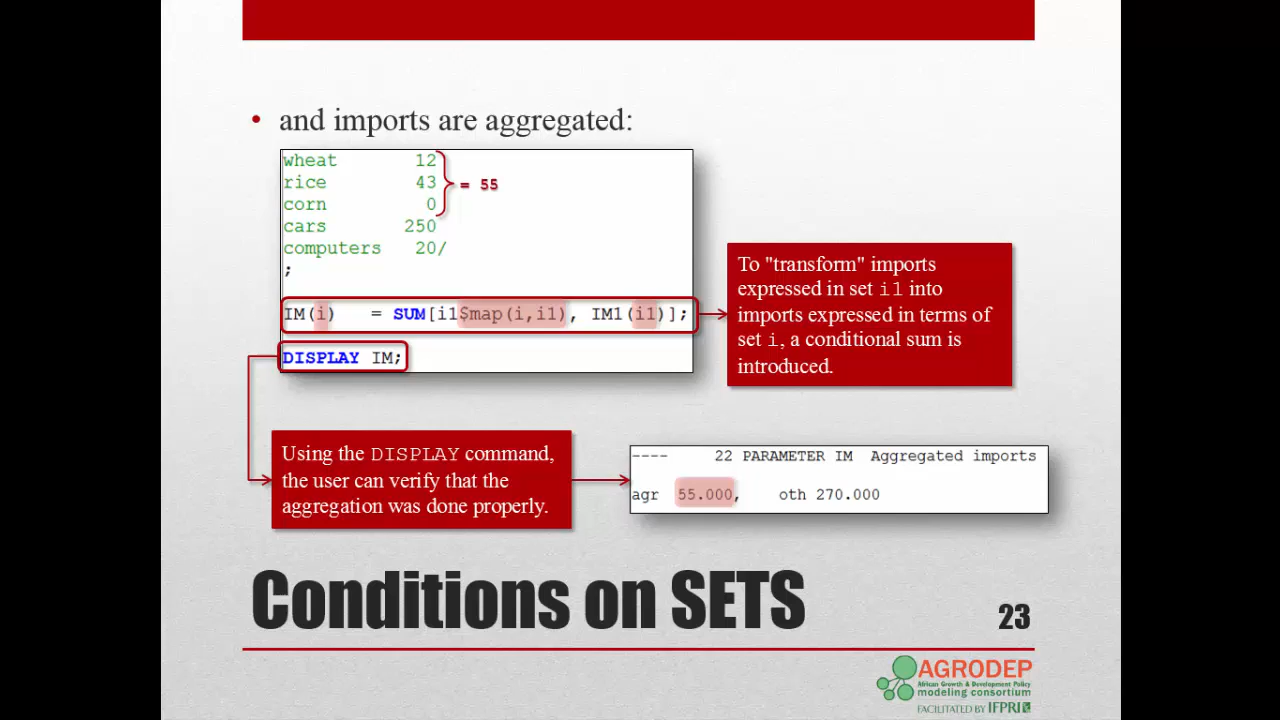 • and imports are aggregated:
wheat 12
rice 43
corn 0
= 55
cars 250
computers 20/
;
IM(i) = SUM[i1$map(i,i1), IM1(i1)];
DISPLAY IM;
To "transform" imports
expressed in set i1 into
imports expressed in terms of
set i, a conditional sum is
introduced.
Using the DISPLAY command,
the user can verify that the
aggregation was done properly.
---- 22 PARAMETER IM Aggregated imports
agr 55.000, oth 270.000
Conditions on SETS
23
AGRODEP
African Growth & Development Policy
modeling consortium
FACILITATED BY IFPRI